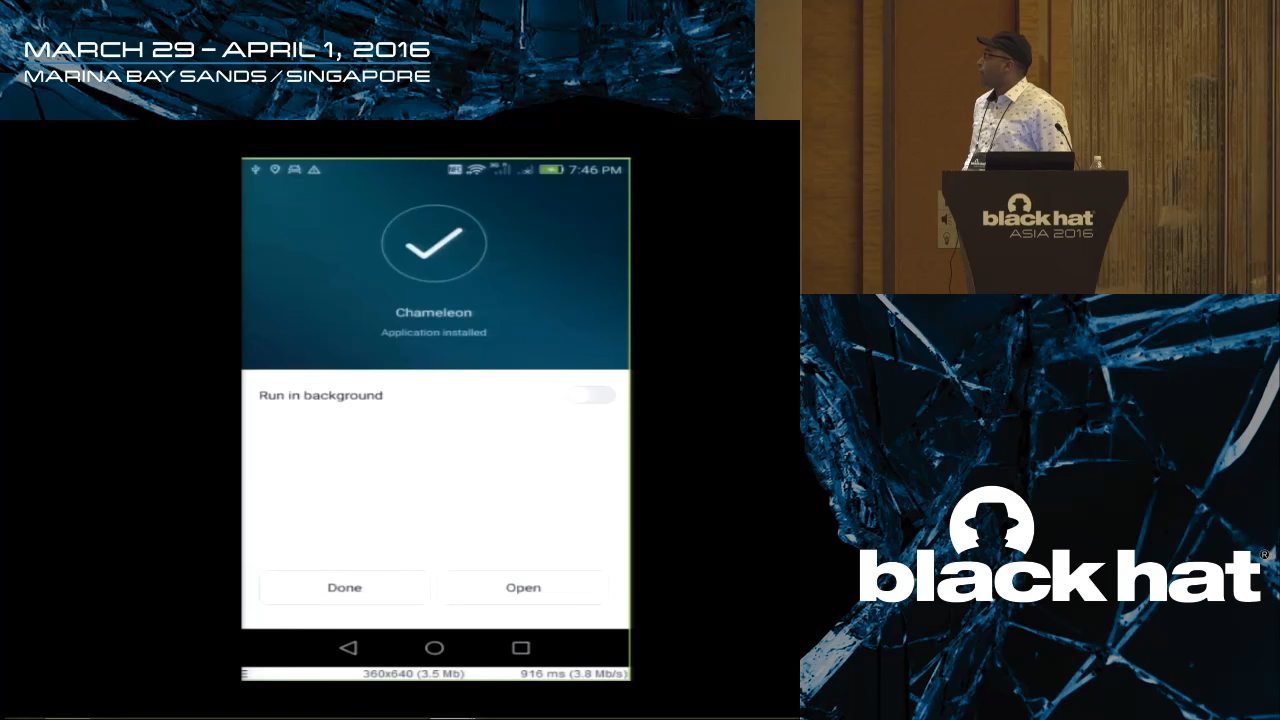 MARCH 29 – APRIL 1, 2016
MARINA BAY SANDS / SINGAPORE
7:46 PM
Chameleon
Application installed
Run in background
Done
Open
360x640 (3.5 Mb)
916 ms (3.8 Mb/s)
black hat
ASIA 2016
black hat®